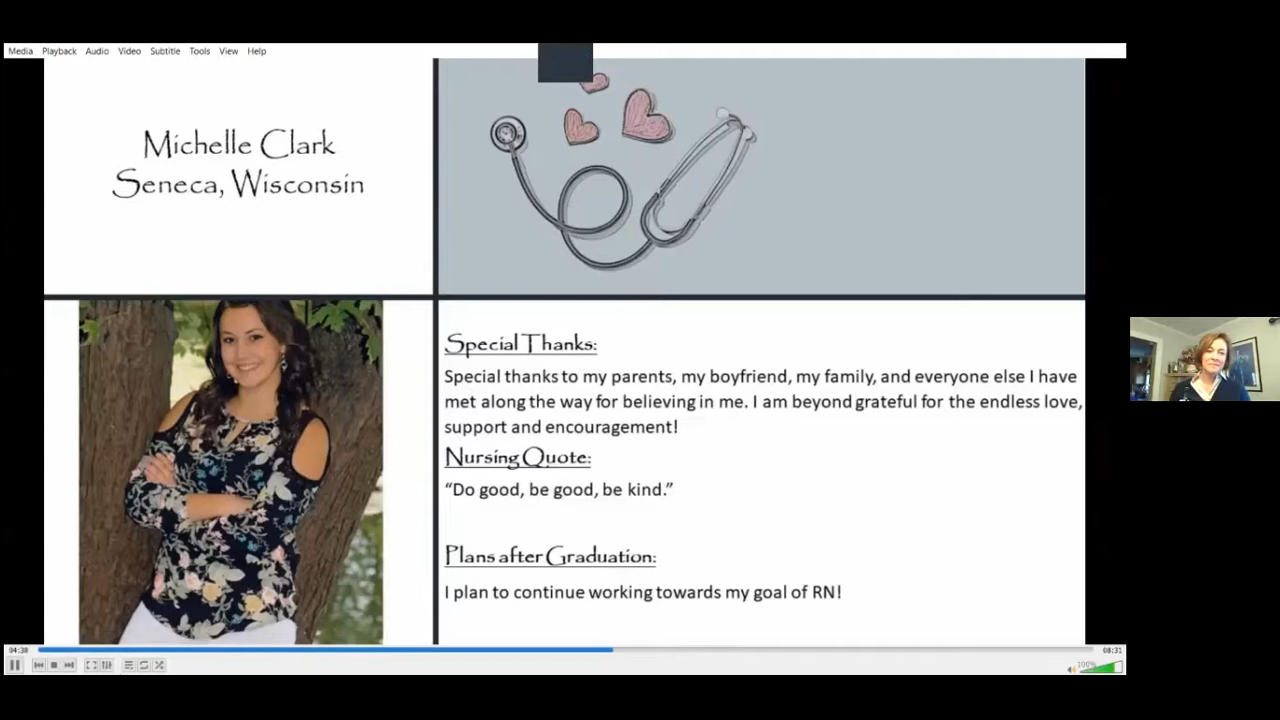 Media Playback Audio Video Subtitle Tools View Help
Michelle Clark
Seneca, Wisconsin
Special Thanks:
Special thanks to my parents, my boyfriend, my family, and everyone else I have
met along the way for believing in me. I am beyond grateful for the endless love,
support and encouragement!
Nursing Quote:
“Do good, be good, be kind.”
Plans after Graduation:
I plan to continue working towards my goal of RN!
04:38
08:31
100%